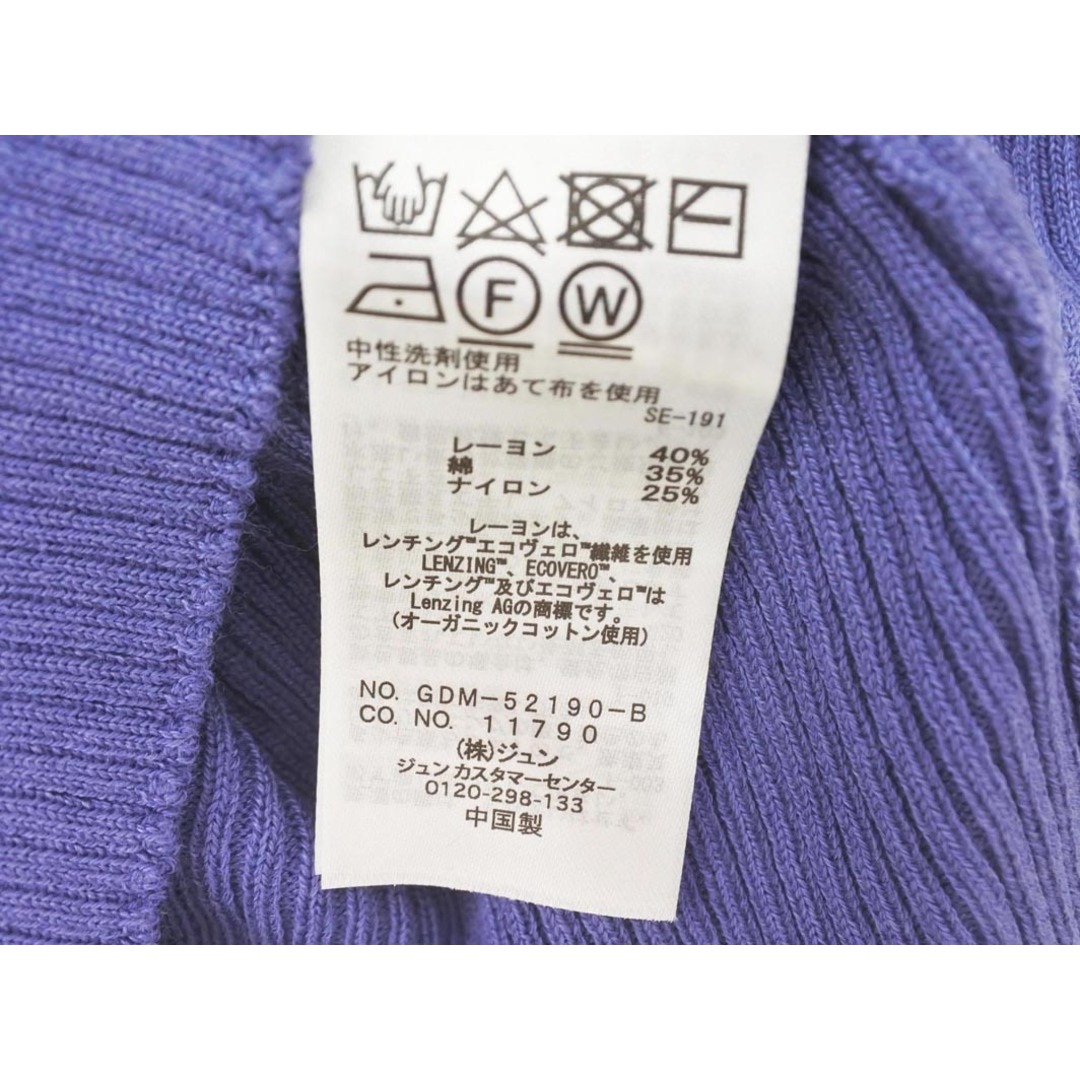 F W
中性洗剤使用
アイロンはあて布を使用
SE-191
レーヨン 40%
綿 35%
ナイロン 25%
レーヨンは、
レンチング™エコヴェロ™繊維を使用
LENZING™、ECOVERO™、
レンチング™及びエコヴェロ™は
Lenzing AGの商標です。
(オーガニックコットン使用)
NO. GDM-52190-B
CO. NO. 11790
(株)ジュン
ジュン カスタマーセンター
0120-298-133
中国製